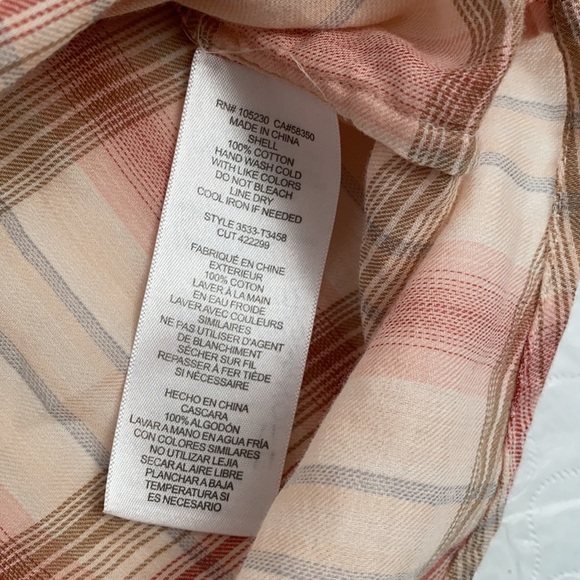 RN# 105230 CA#58350
MADE IN CHINA
SHELL
100% COTTON
HAND WASH COLD
WITH LIKE COLORS
DO NOT BLEACH
LINE DRY
COOL IRON IF NEEDED
STYLE 3533-T3458
CUT 422299
FABRIQUÉ EN CHINE
EXTERIEUR
100% COTON
LAVER À LA MAIN
EN EAU FROIDE
LAVER AVEC COULEURS
SIMILAIRES
NE PAS UTILISER D'AGENT
DE BLANCHIMENT
SÉCHER SUR FIL
REPASSER À FER TIÈDE
SI NÉCESSAIRE
HECHO EN CHINA
CASCARA
100% ALGODÓN
LAVAR A MANO EN AGUA FRÍA
CON COLORES SIMILARES
NO UTILIZAR LEJÍA
SECAR AL AIRE LIBRE
PLANCHAR A BAJA
TEMPERATURA SI
ES NECESARIO